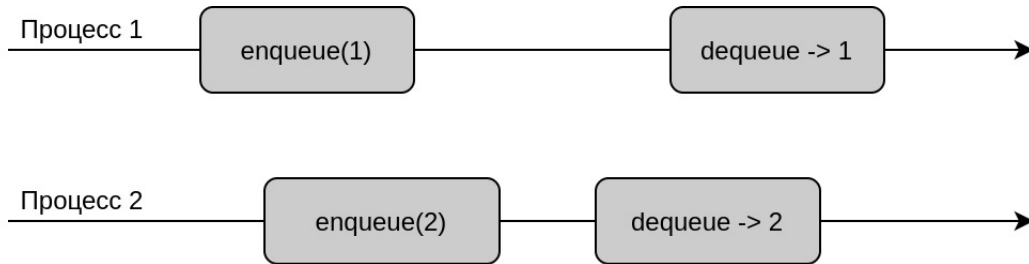 Процесс 1
enqueue(1)
dequeue -> 1
Процесс 2
enqueue(2)
dequeue -> 2